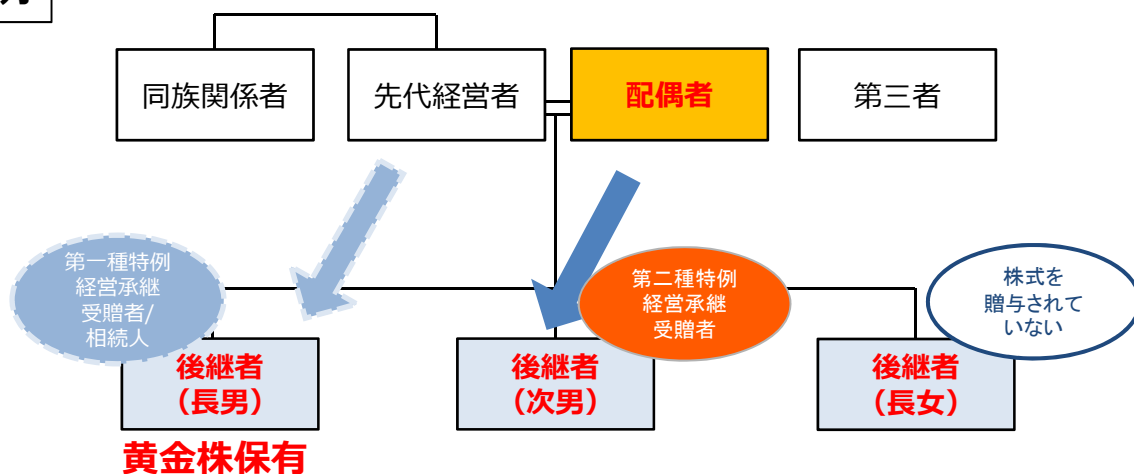 同族関係者
先代経営者
配偶者
第三者
第一種特例
経営承継
受贈者/
相続人
第二種特例
経営承継
受贈者
株式を
贈与されて
いない
後継者
（長男）
後継者
（次男）
後継者
（長女）
黄金株保有